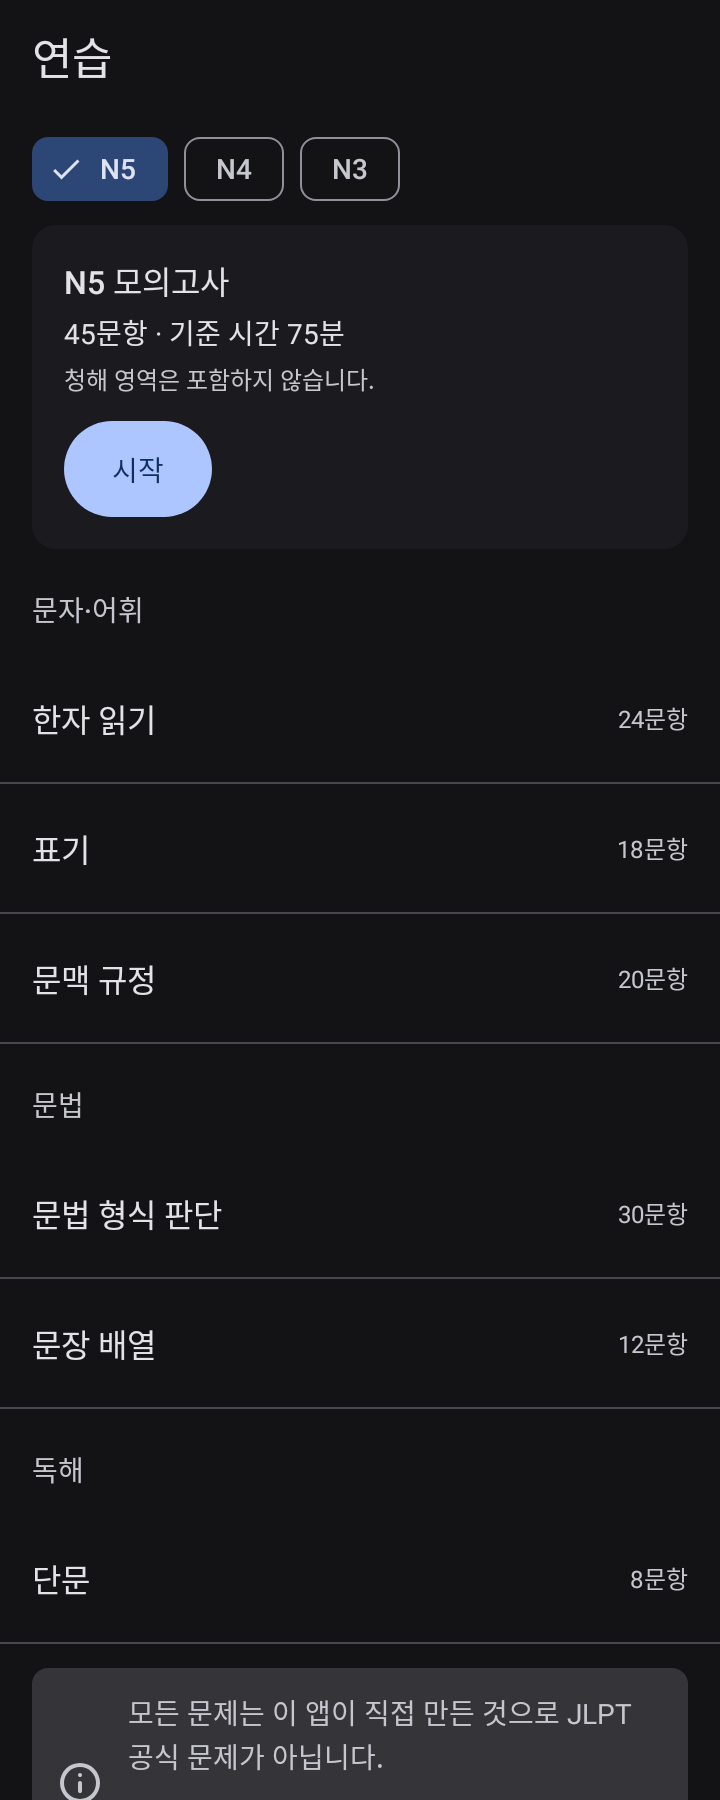 연습
N5
N4
N3
N5 모의고사
45문항 · 기준 시간 75분
청해 영역은 포함하지 않습니다.
시작
문자·어휘
한자 읽기
24문항
표기
18문항
문맥 규정
20문항
문법
문법 형식 판단
30문항
문장 배열
12문항
독해
단문
8문항
모든 문제는 이 앱이 직접 만든 것으로 JLPT
공식 문제가 아닙니다.